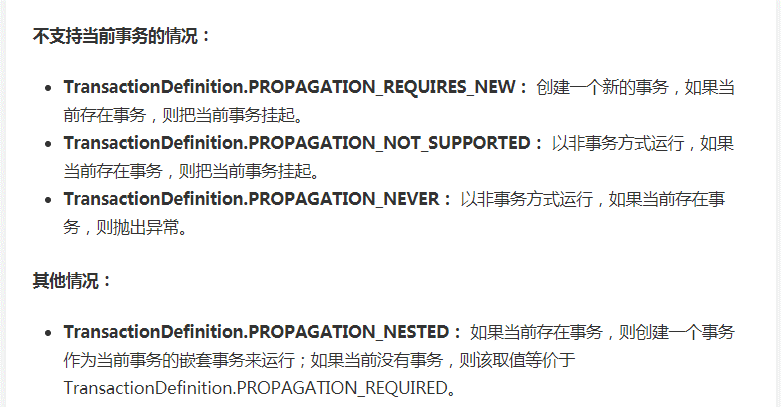 不支持当前事务的情况：
TransactionDefinition.PROPAGATION_REQUIRES_NEW： 创建一个新的事务，如果当
前存在事务，则把当前事务挂起。
TransactionDefinition.PROPAGATION_NOT_SUPPORTED： 以非事务方式运行，如果
当前存在事务，则把当前事务挂起。
TransactionDefinition.PROPAGATION_NEVER： 以非事务方式运行，如果当前存在事
务，则抛出异常。
其他情况：
TransactionDefinition.PROPAGATION_NESTED： 如果当前存在事务，则创建一个事务
作为当前事务的嵌套事务来运行；如果当前没有事务，则该取值等价于
TransactionDefinition.PROPAGATION_REQUIRED。